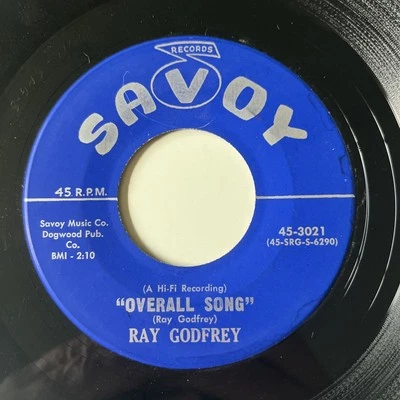 RECORDS
SAVOY
45 R.P.M.
Savoy Music Co.
Dogwood Pub.
Co.
BMI - 2:10
45-3021
(45-SRG-S-6290)
(A Hi-Fi Recording)
"OVERALL SONG"
(Ray Godfrey)
RAY GODFREY